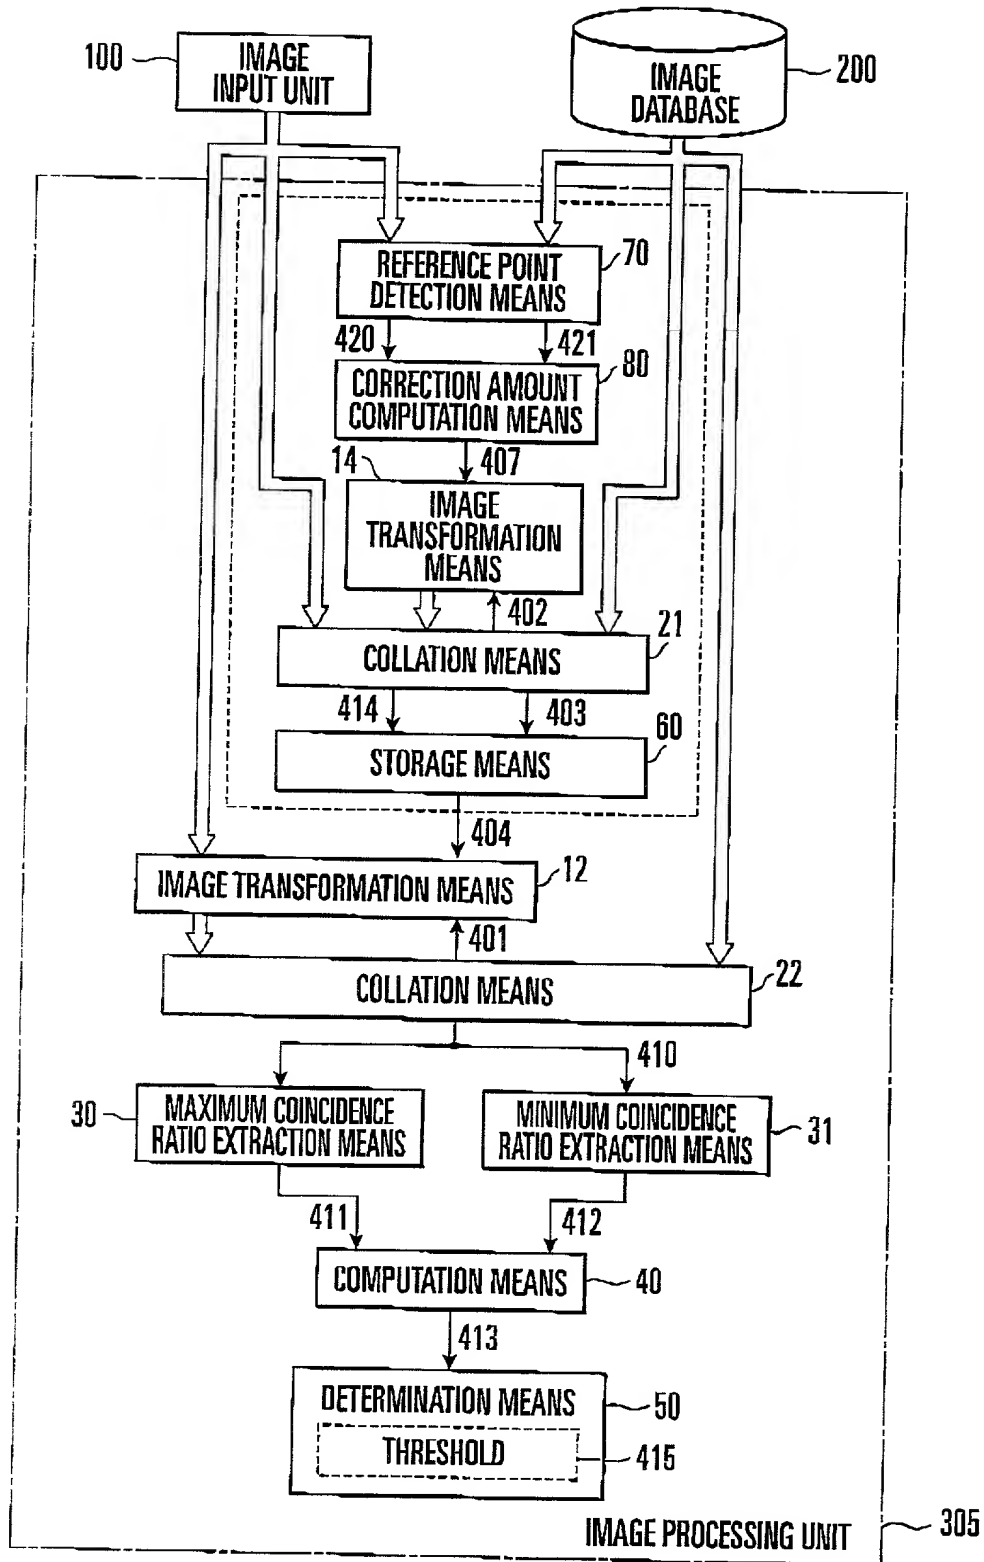 100
IMAGE
INPUT UNIT
IMAGE
DATABASE
200
REFERENCE POINT
DETECTION MEANS
70
420
421
80
CORRECTION AMOUNT
COMPUTATION MEANS
407
14
IMAGE
TRANSFORMATION
MEANS
402
21
COLLATION MEANS
414
403
60
STORAGE MEANS
404
IMAGE TRANSFORMATION MEANS
12
401
COLLATION MEANS
22
410
30
MAXIMUM COINCIDENCE
RATIO EXTRACTION MEANS
MINIMUM COINCIDENCE
RATIO EXTRACTION MEANS
31
411
412
COMPUTATION MEANS
40
413
DETERMINATION MEANS
50
THRESHOLD
415
IMAGE PROCESSING UNIT
305